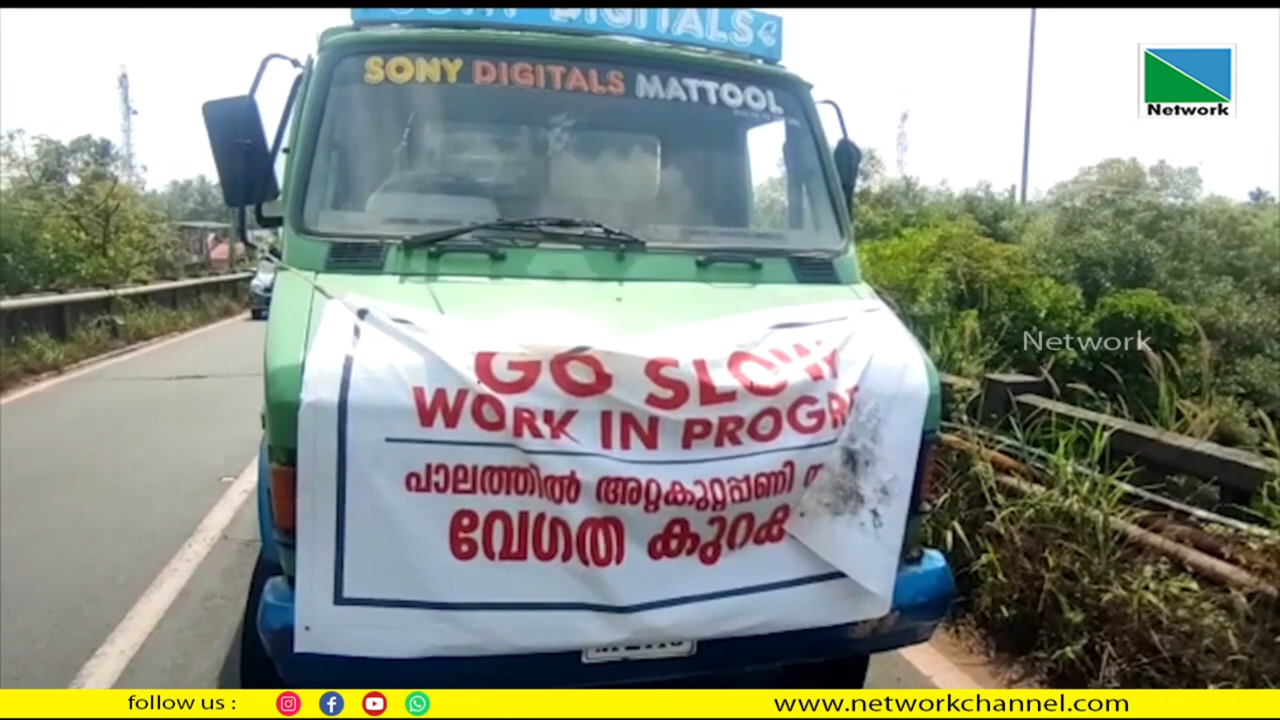 SONY DIGITALS
SONY DIGITALS MATTOOL
Network
Network
GO SLOW
WORK IN
പാലത്തിൽ അറ്റകുറ്റപ്പണി
വേഗത
follow us :
www.networkchannel.com